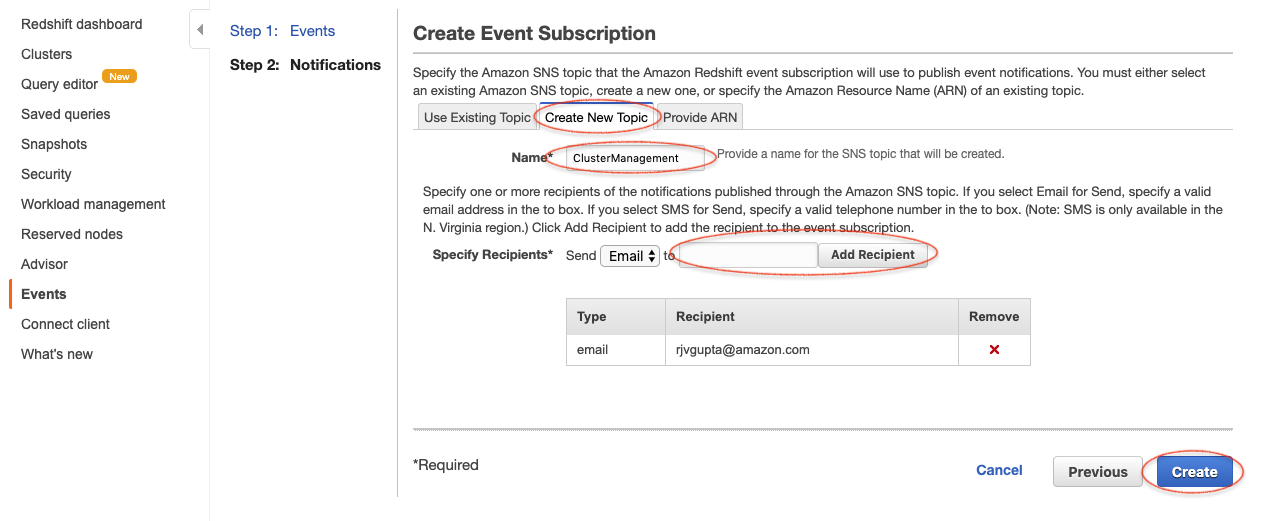 Redshift dashboard
Clusters
Query editor New
Saved queries
Snapshots
Security
Workload management
Reserved nodes
Advisor
Events
Connect client
What's new
Step 1: Events
Step 2: Notifications
Create Event Subscription
Specify the Amazon SNS topic that the Amazon Redshift event subscription will use to publish event notifications. You must either select
an existing Amazon SNS topic, create a new one, or specify the Amazon Resource Name (ARN) of an existing topic.
Use Existing Topic Create New Topic Provide ARN
Name* ClusterManagement Provide a name for the SNS topic that will be created.
Specify one or more recipients of the notifications published through the Amazon SNS topic. If you select Email for Send, specify a valid
email address in the to box. If you select SMS for Send, specify a valid telephone number in the to box. (Note: SMS is only available in the
N. Virginia region.) Click Add Recipient to add the recipient to the event subscription.
Specify Recipients* Send Email to Add Recipient
Type Recipient Remove
email rjvgupta@amazon.com
*Required
Cancel Previous Create